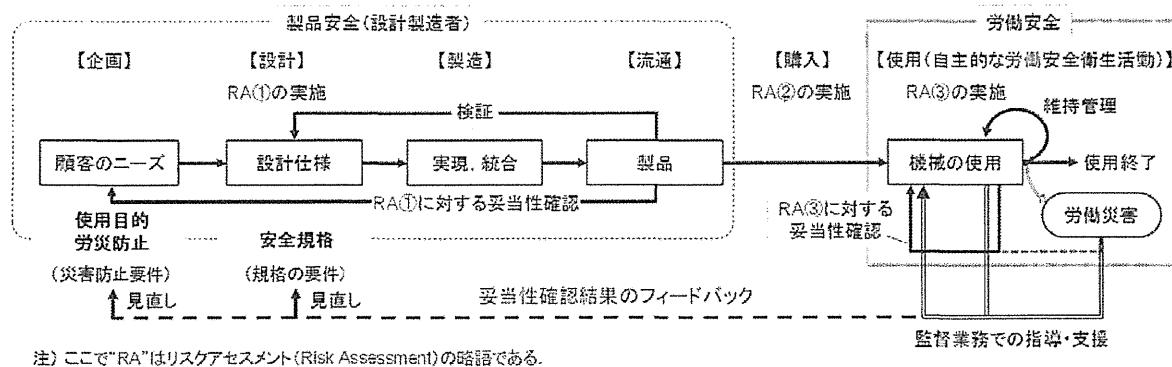 製品安全(設計製造者)
労働安全
【企画】
【設計】
【製造】
【流通】
【購入】
【使用(自主的な労働安全衛生活動)】
RA①の実施
RA②の実施
RA③の実施
検証
維持管理
顧客のニーズ
設計仕様
実現，統合
製品
機械の使用
使用終了
RA①に対する妥当性確認
RA③に対する
妥当性確認
労働災害
使用目的
労災防止
安全規格
(災害防止要件)
(規格の要件)
見直し
見直し
妥当性確認結果のフィードバック
監督業務での指導・支援
注) ここで"RA"はリスクアセスメント(Risk Assessment)の略語である.